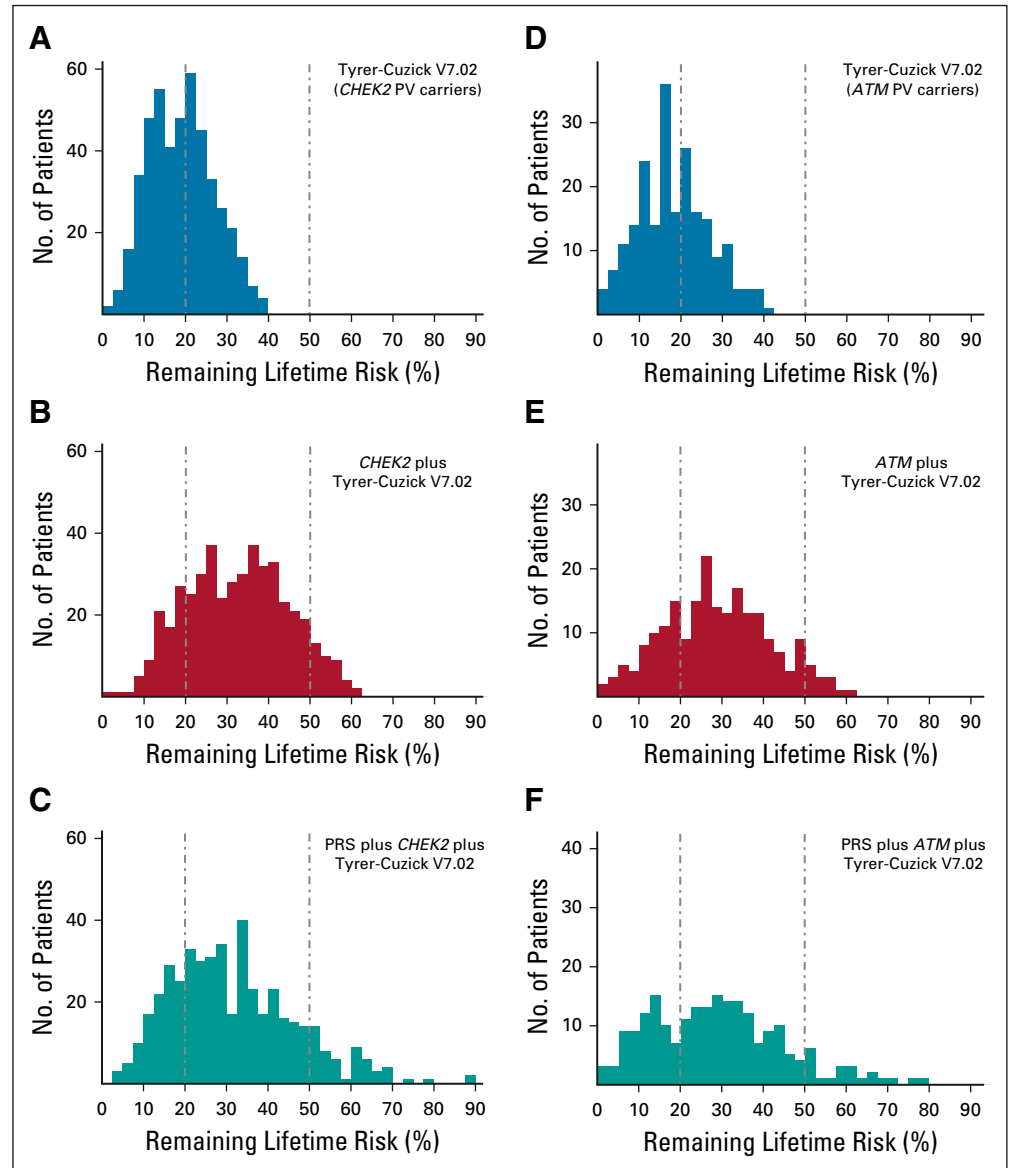 A
Tyrer-Cuzick V7.02
(CHEK2 PV carriers)
No. of Patients
60
40
20
0 10 20 30 40 50 60 70 80 90
Remaining Lifetime Risk (%)
D
Tyrer-Cuzick V7.02
(ATM PV carriers)
No. of Patients
30
20
10
0 10 20 30 40 50 60 70 80 90
Remaining Lifetime Risk (%)
B
CHEK2 plus
Tyrer-Cuzick V7.02
No. of Patients
60
40
20
0 10 20 30 40 50 60 70 80 90
Remaining Lifetime Risk (%)
E
ATM plus
Tyrer-Cuzick V7.02
No. of Patients
30
20
10
0 10 20 30 40 50 60 70 80 90
Remaining Lifetime Risk (%)
C
PRS plus CHEK2 plus
Tyrer-Cuzick V7.02
No. of Patients
60
40
20
0 10 20 30 40 50 60 70 80 90
Remaining Lifetime Risk (%)
F
PRS plus ATM plus
Tyrer-Cuzick V7.02
No. of Patients
40
30
20
10
0 10 20 30 40 50 60 70 80 90
Remaining Lifetime Risk (%)